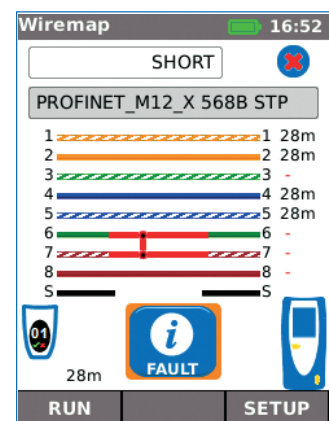 Wiremap 16:52
SHORT
PROFINET_M12_X 568B STP
1 1 28m
2 2 28m
3 3 -
4 4 28m
5 5 28m
6 6 -
7 7 -
8 8 -
S S
01
i
28m FAULT
RUN SETUP